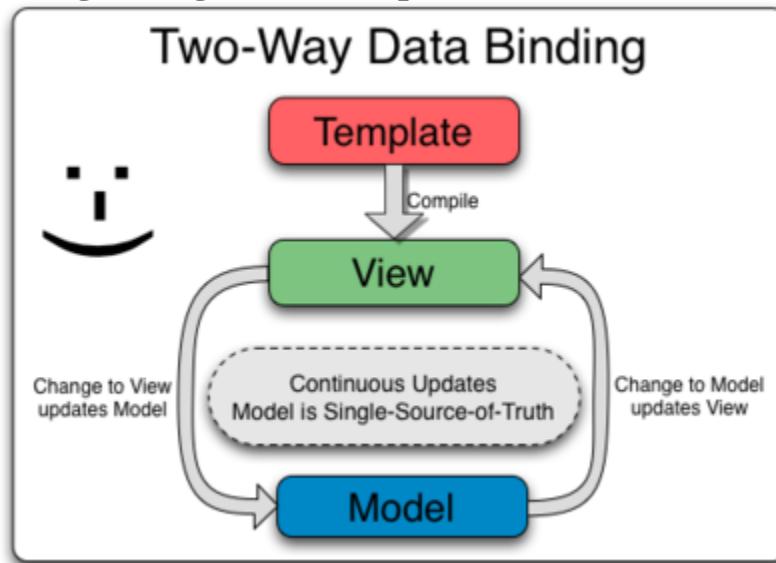 Two-Way Data Binding
Template
Compile
View
Change to View
updates Model
Continuous Updates
Model is Single-Source-of-Truth
Change to Model
updates View
Model